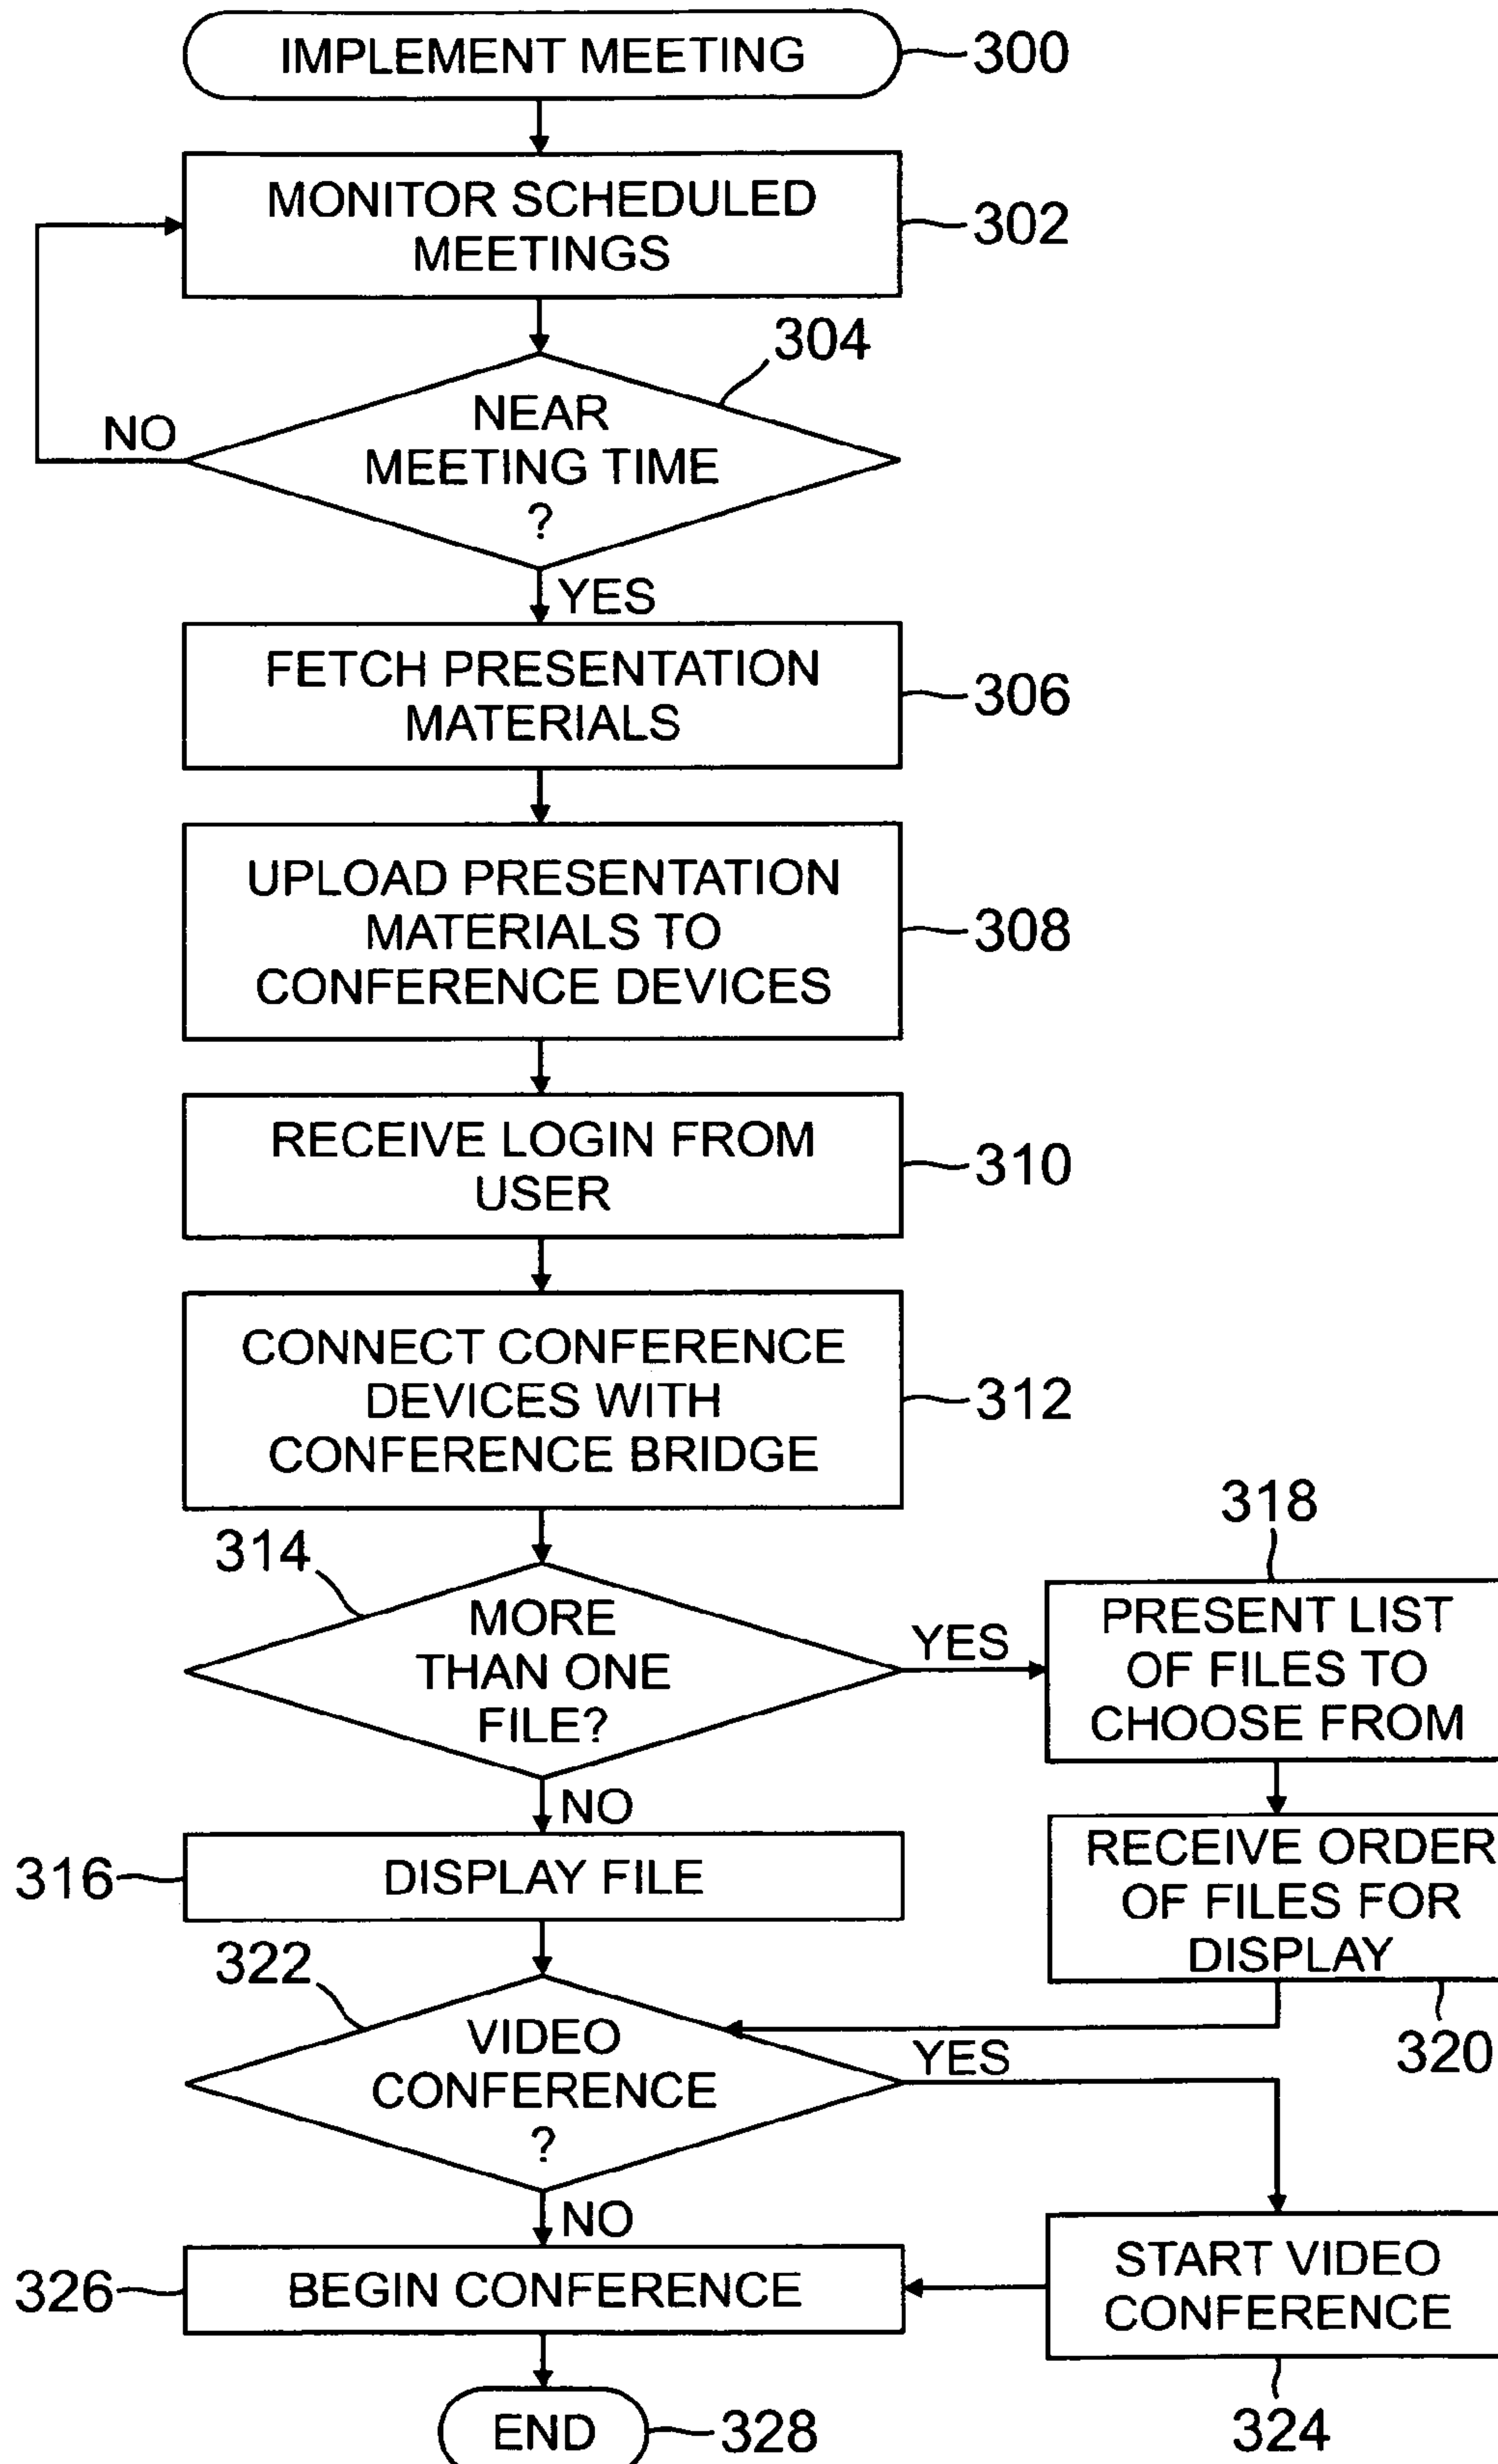 IMPLEMENT MEETING
300
MONITOR SCHEDULED
MEETINGS
302
304
NEAR
MEETING TIME
?
NO
YES
FETCH PRESENTATION
MATERIALS
306
UPLOAD PRESENTATION
MATERIALS TO
CONFERENCE DEVICES
308
RECEIVE LOGIN FROM
USER
310
CONNECT CONFERENCE
DEVICES WITH
CONFERENCE BRIDGE
312
314
MORE
THAN ONE
FILE?
YES
NO
318
PRESENT LIST
OF FILES TO
CHOOSE FROM
316
DISPLAY FILE
RECEIVE ORDER
OF FILES FOR
DISPLAY
320
322
VIDEO
CONFERENCE
?
YES
NO
326
BEGIN CONFERENCE
START VIDEO
CONFERENCE
324
END
328